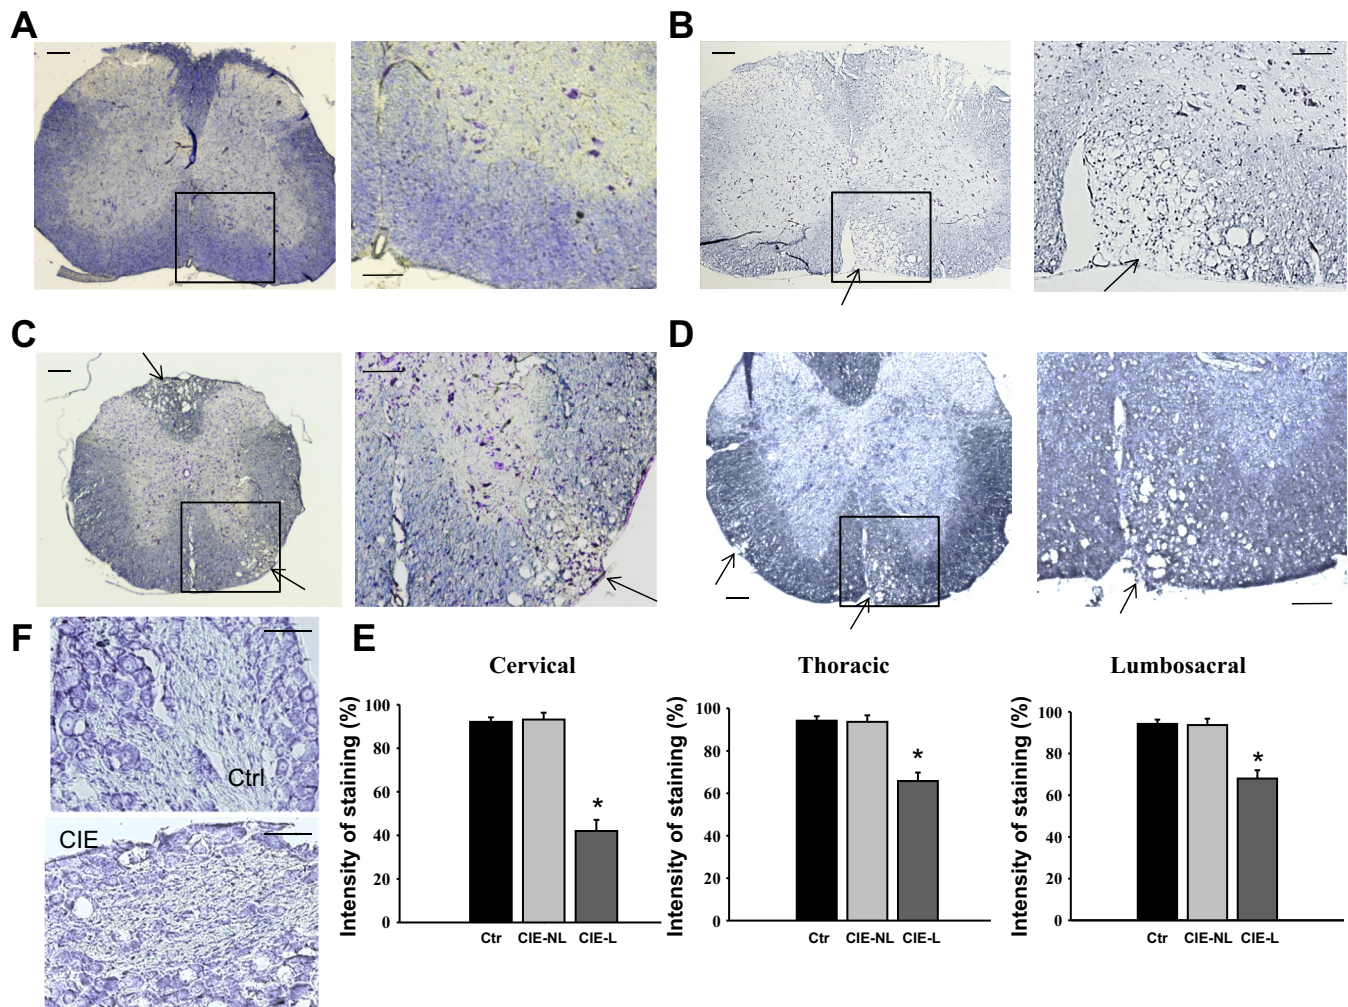 A
B
C
D
F
Ctrl
CIE
E
Cervical
Intensity of staining (%)
100
80
60
40
20
0
*
Ctr CIE-NL CIE-L
Thoracic
Intensity of staining (%)
100
80
60
40
20
0
*
Ctr CIE-NL CIE-L
Lumbosacral
Intensity of staining (%)
100
80
60
40
20
0
*
Ctr CIE-NL CIE-L